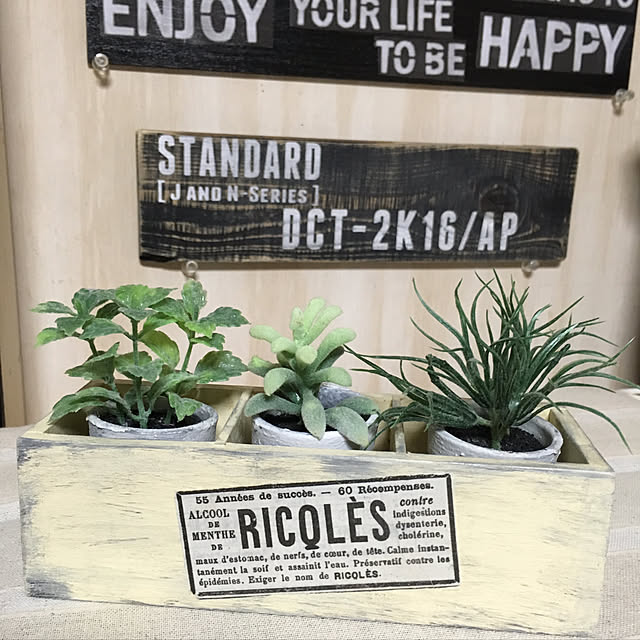 ENJOY YOUR LIFE
TO BE HAPPY
STANDARD
[J AND N-SERIES]
DCT-2K16/AP
55 Années de succès. — 60 Récompenses.
ALCOOL
DE
MENTHE
DE
RICQLÈS
contre
indigestions
dysenterie,
cholérine,
maux d'estomac, de nerfs, de cœur, de tête. Calme instan-
tanément la soif et assainit l'eau. Préservatif contre les
épidémies. Exiger le nom de RICQLÈS.